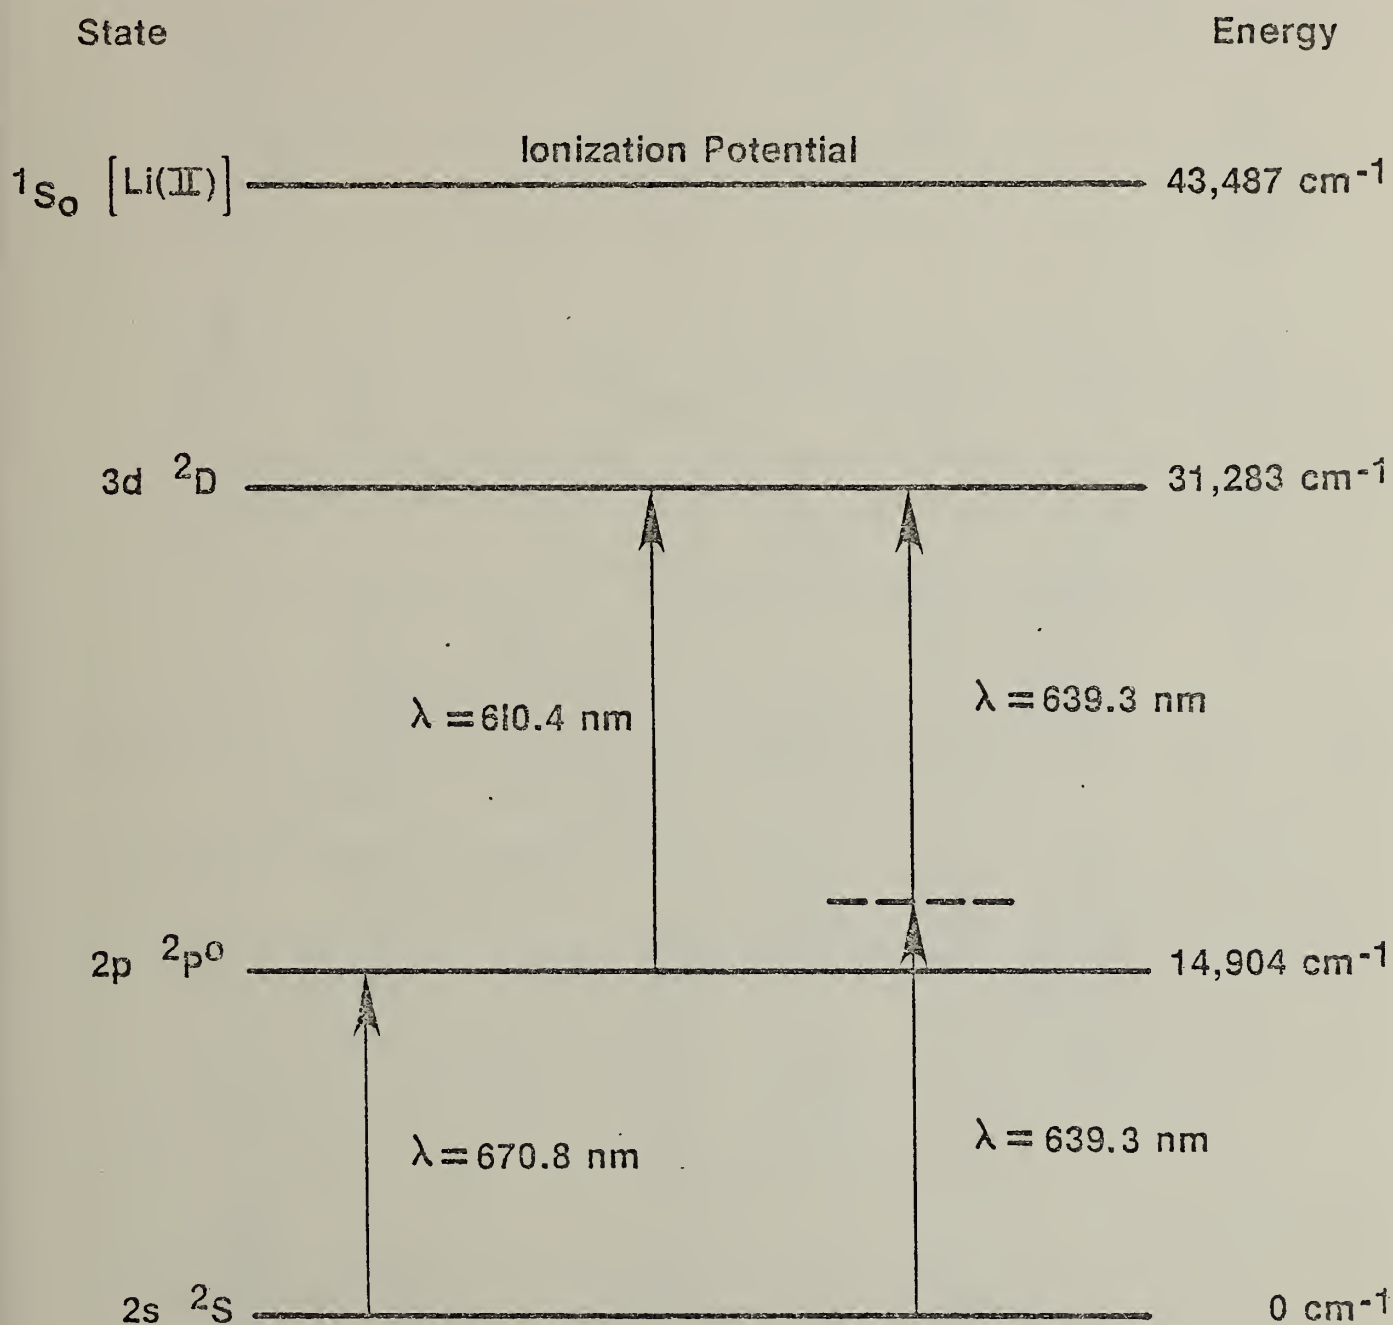 State Energy
Ionization Potential
¹S₀ [Li(II)] 43,487 cm⁻¹
3d ²D 31,283 cm⁻¹
λ = 610.4 nm λ = 639.3 nm
2p ²P⁰ 14,904 cm⁻¹
λ = 670.8 nm λ = 639.3 nm
2s ²S 0 cm⁻¹